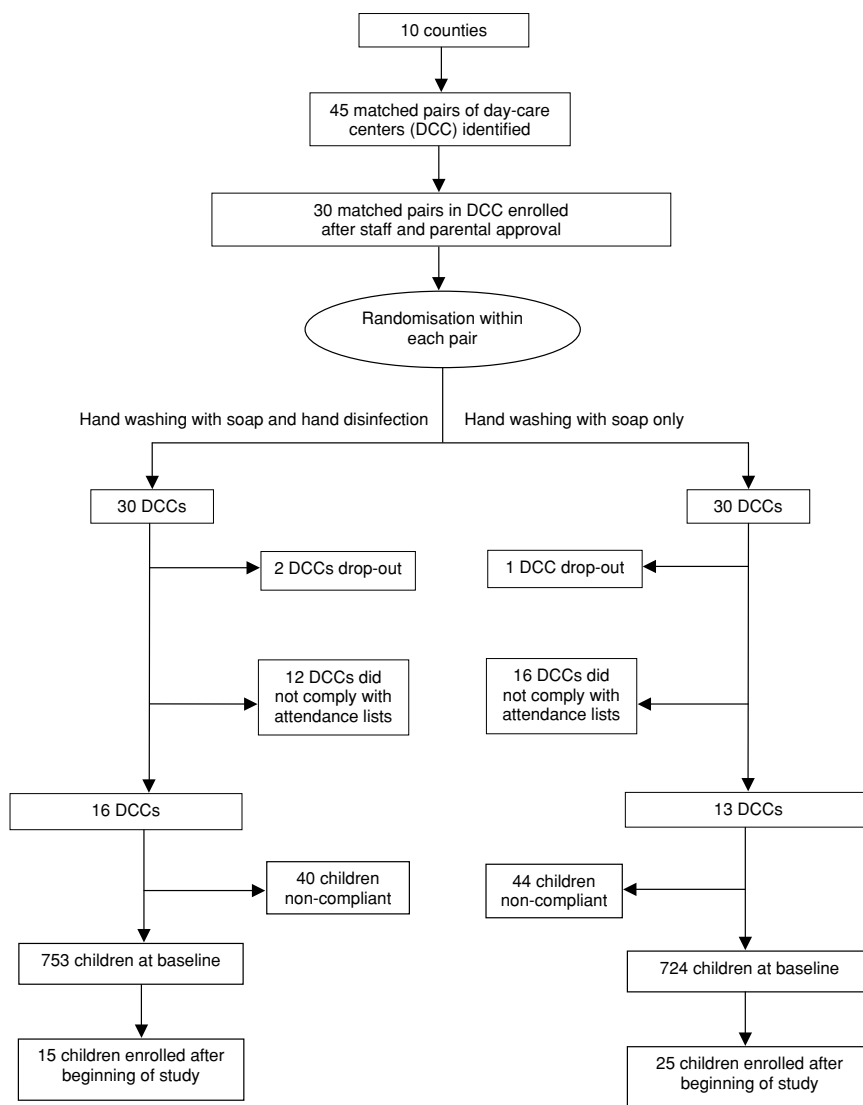 10 counties
45 matched pairs of day-care
centers (DCC) identified
30 matched pairs in DCC enrolled
after staff and parental approval
Randomisation within
each pair
Hand washing with soap and hand disinfection
Hand washing with soap only
30 DCCs
30 DCCs
2 DCCs drop-out
1 DCC drop-out
12 DCCs did
not comply with
attendance lists
16 DCCs did
not comply with
attendance lists
16 DCCs
13 DCCs
40 children
non-compliant
44 children
non-compliant
753 children at baseline
724 children at baseline
15 children enrolled after
beginning of study
25 children enrolled after
beginning of study